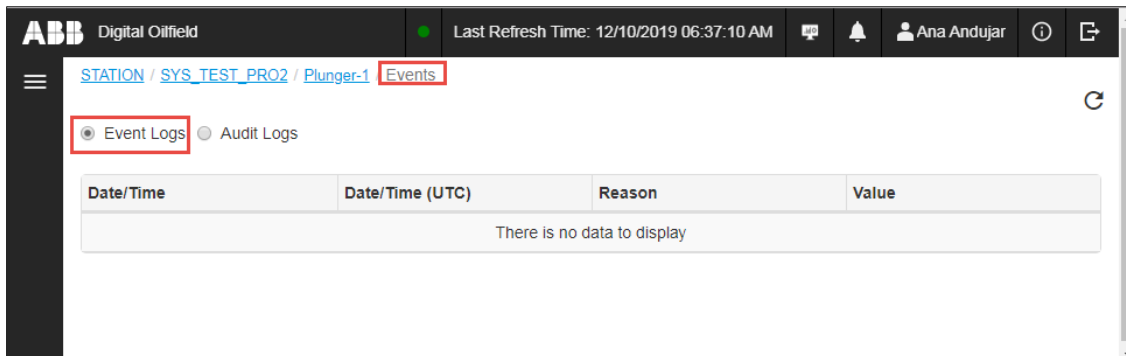 ABB Digital Oilfield Last Refresh Time: 12/10/2019 06:37:10 AM Ana Andujar
STATION / SYS_TEST_PRO2 / Plunger-1 / Events
Event Logs Audit Logs
Date/Time Date/Time (UTC) Reason Value
There is no data to display